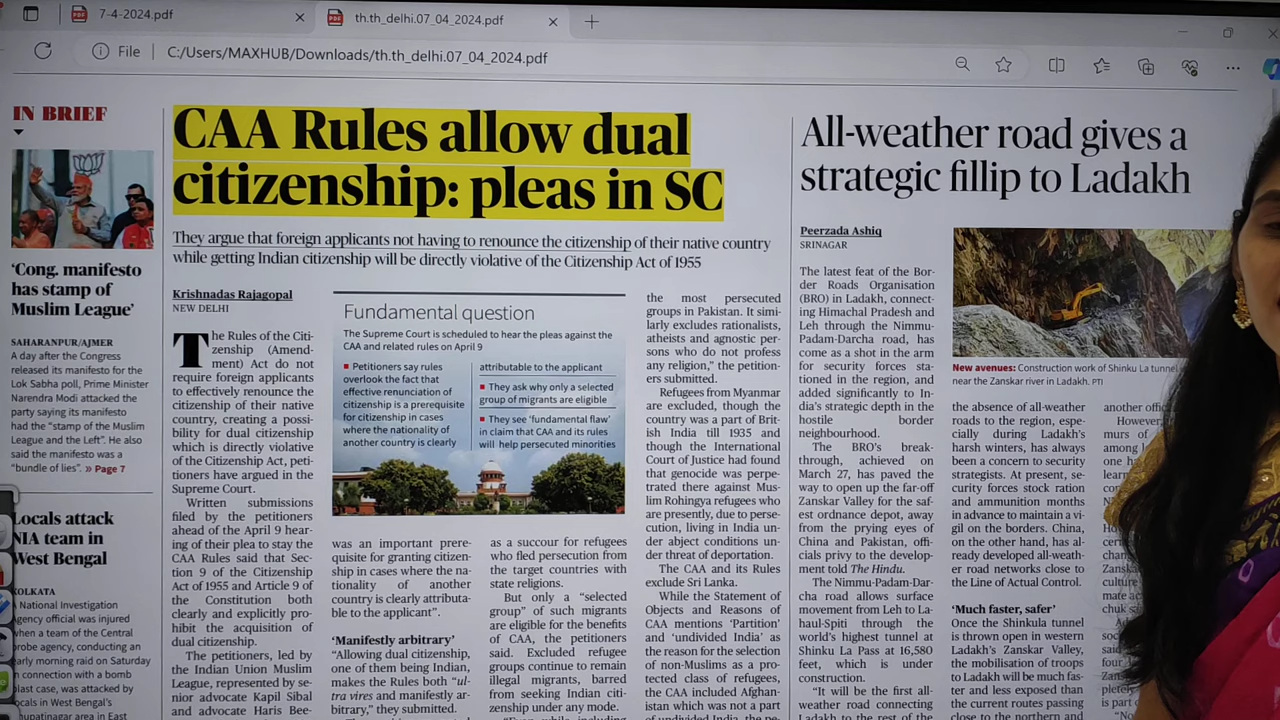 7-4-2024.pdf
th.th_delhi.07_04_2024.pdf
File
C:/Users/MAXHUB/Downloads/th.th_delhi.07_04_2024.pdf
IN BRIEF
'Cong. manifesto
has stamp of
Muslim League'
SAHARANPUR/AJMER
A day after the Congress
released its manifesto for the
Lok Sabha poll, Prime Minister
Narendra Modi attacked the
party saying its manifesto
had the "stamp of the Muslim
League and the Left". He also
said the manifesto was a
"bundle of lies". » Page 7
Locals attack
NIA team in
West Bengal
KOLKATA
A National Investigation
Agency official was injured
when a team of the Central
probe agency, conducting an
early morning raid on Saturday
in connection with a bomb
blast case, was attacked by
locals in West Bengal's
area in East
CAA Rules allow dual
citizenship: pleas in SC
They argue that foreign applicants not having to renounce the citizenship of their native country
while getting Indian citizenship will be directly violative of the Citizenship Act of 1955
Krishnadas Rajagopal
NEW DELHI
The Rules of the Citi-
zenship (Amend-
ment) Act do not
require foreign applicants
to effectively renounce the
citizenship of their native
country, creating a possi-
bility for dual citizenship
which is directly violative
of the Citizenship Act, peti-
tioners have argued in the
Supreme Court.
Written submissions
filed by the petitioners
ahead of the April 9 hear-
ing of their plea to stay the
CAA Rules said that Sec-
tion 9 of the Citizenship
Act of 1955 and Article 9 of
the Constitution both
clearly and explicitly pro-
hibit the acquisition of
dual citizenship.
The petitioners, led by
the Indian Union Muslim
League, represented by se-
nior advocate Kapil Sibal
and advocate Haris Bee-
Fundamental question
The Supreme Court is scheduled to hear the pleas against the
CAA and related rules on April 9
■ Petitioners say rules
overlook the fact that
effective renunciation of
citizenship is a prerequisite
for citizenship in cases
where the nationality of
another country is clearly
attributable to the applicant
■ They ask why only a selected
group of migrants are eligible
■ They see 'fundamental flaw'
in claim that CAA and its rules
will help persecuted minorities
was an important prere-
quisite for granting citizen-
ship in cases where the na-
tionality of another
country is clearly attributa-
ble to the applicant".
'Manifestly arbitrary'
"Allowing dual citizenship,
one of them being Indian,
makes the Rules both "ul-
tra vires and manifestly ar-
bitrary," they submitted.
as a succour for refugees
who fled persecution from
the target countries with
state religions.
But only a "selected
group" of such migrants
are eligible for the benefits
of CAA, the petitioners
said. Excluded refugee
groups continue to remain
illegal migrants, barred
from seeking Indian citi-
zenship under any mode.
"Even while including
the most persecuted
groups in Pakistan. It simi-
larly excludes rationalists,
atheists and agnostic per-
sons who do not profess
any religion," the petition-
ers submitted.
Refugees from Myanmar
are excluded, though the
country was a part of Brit-
ish India till 1935 and
though the International
Court of Justice had found
that genocide was perpe-
trated there against Mus-
lim Rohingya refugees who
are presently, due to perse-
cution, living in India un-
der abject conditions un-
der threat of deportation.
The CAA and its Rules
exclude Sri Lanka.
While the Statement of
Objects and Reasons of
CAA mentions 'Partition'
and 'undivided India' as
the reason for the selection
of non-Muslims as a pro-
tected class of refugees,
the CAA included Afghan-
istan which was not a part
of undivided India, the pe-
All-weather road gives a
strategic fillip to Ladakh
Peerzada Ashiq
SRINAGAR
The latest feat of the Bor-
der Roads Organisation
(BRO) in Ladakh, connect-
ing Himachal Pradesh and
Leh through the Nimmu-
Padam-Darcha road, has
come as a shot in the arm
for security forces sta-
tioned in the region, and
added significantly to In-
dia's strategic depth in the
hostile border
neighbourhood.
The BRO's break-
through, achieved on
March 27, has paved the
way to open up the far-off
Zanskar Valley for the saf-
est ordnance depot, away
from the prying eyes of
China and Pakistan, offi-
cials privy to the develop-
ment told The Hindu.
The Nimmu-Padam-Dar-
cha road allows surface
movement from Leh to La-
haul-Spiti through the
world's highest tunnel at
Shinku La Pass at 16,580
feet, which is under
construction.
"It will be the first all-
weather road connecting
Ladakh to the rest of the
New avenues: Construction work of Shinku La tunnel
near the Zanskar river in Ladakh. PTI
the absence of all-weather
roads to the region, espe-
cially during Ladakh's
harsh winters, has always
been a concern to security
strategists. At present, se-
curity forces stock ration
and ammunition months
in advance to maintain a vi-
gil on the borders. China,
on the other hand, has al-
ready developed all-weath-
er road networks close to
the Line of Actual Control.
'Much faster, safer'
Once the Shinkula tunnel
is thrown open in western
Ladakh's Zanskar Valley,
the mobilisation of troops
to Ladakh will be much fas-
ter and less exposed than
the current routes passing
close to the northern and
another
However,
murs of
among
one
learn
culture